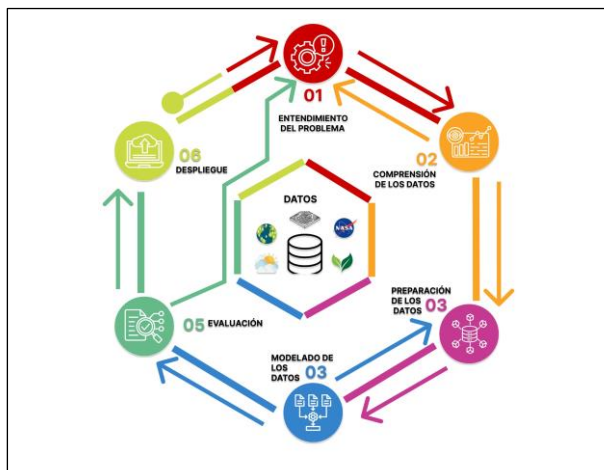 01
ENTENDIMIENTO
DEL PROBLEMA
02
COMPRENSIÓN
DE LOS DATOS
PREPARACIÓN
DE LOS
DATOS 03
MODELADO DE
LOS
DATOS 03
05 EVALUACIÓN
06
DESPLIEGUE
DATOS
NASA